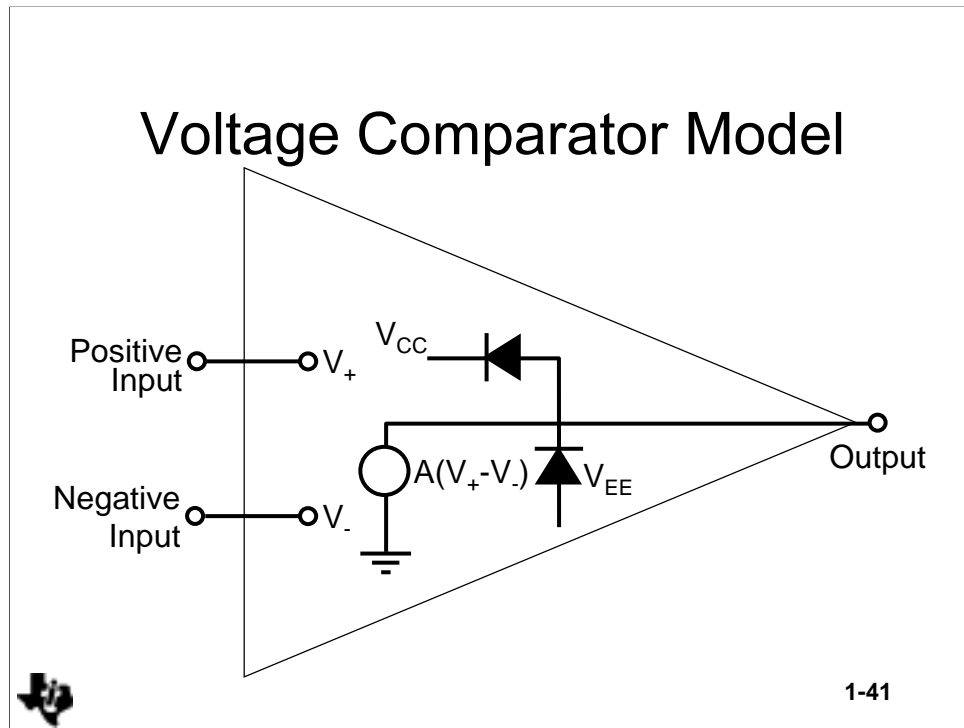 Voltage Comparator Model
Positive
Input
V+
VCC
A(V+-V-)
VEE
Output
Negative
Input
V-
1-41